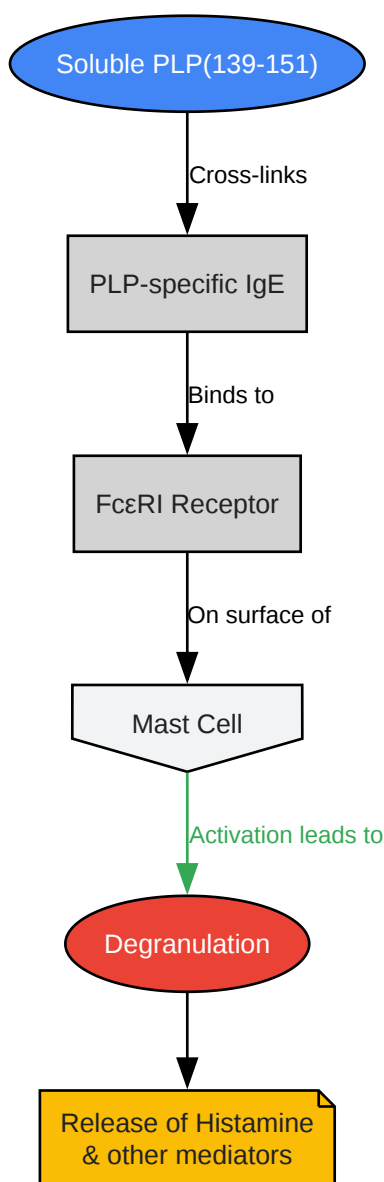 Soluble PLP(139-151)
Cross-links
PLP-specific IgE
Binds to
FcεRI Receptor
On surface of
Mast Cell
Activation leads to
Degranulation
Release of Histamine
& other mediators